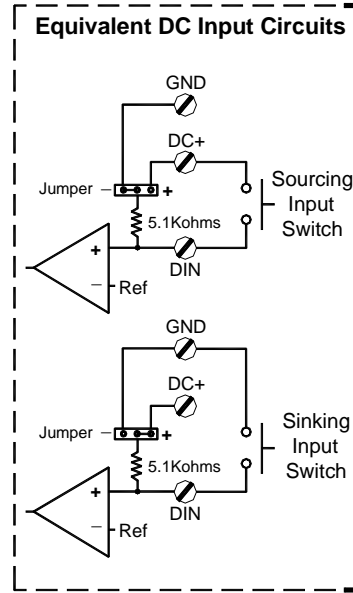 Equivalent DC Input Circuits
GND
DC+
Jumper – +
5.1Kohms
Sourcing
Input
Switch
+
DIN
– Ref
GND
DC+
Jumper – +
5.1Kohms
Sinking
Input
Switch
+
DIN
– Ref